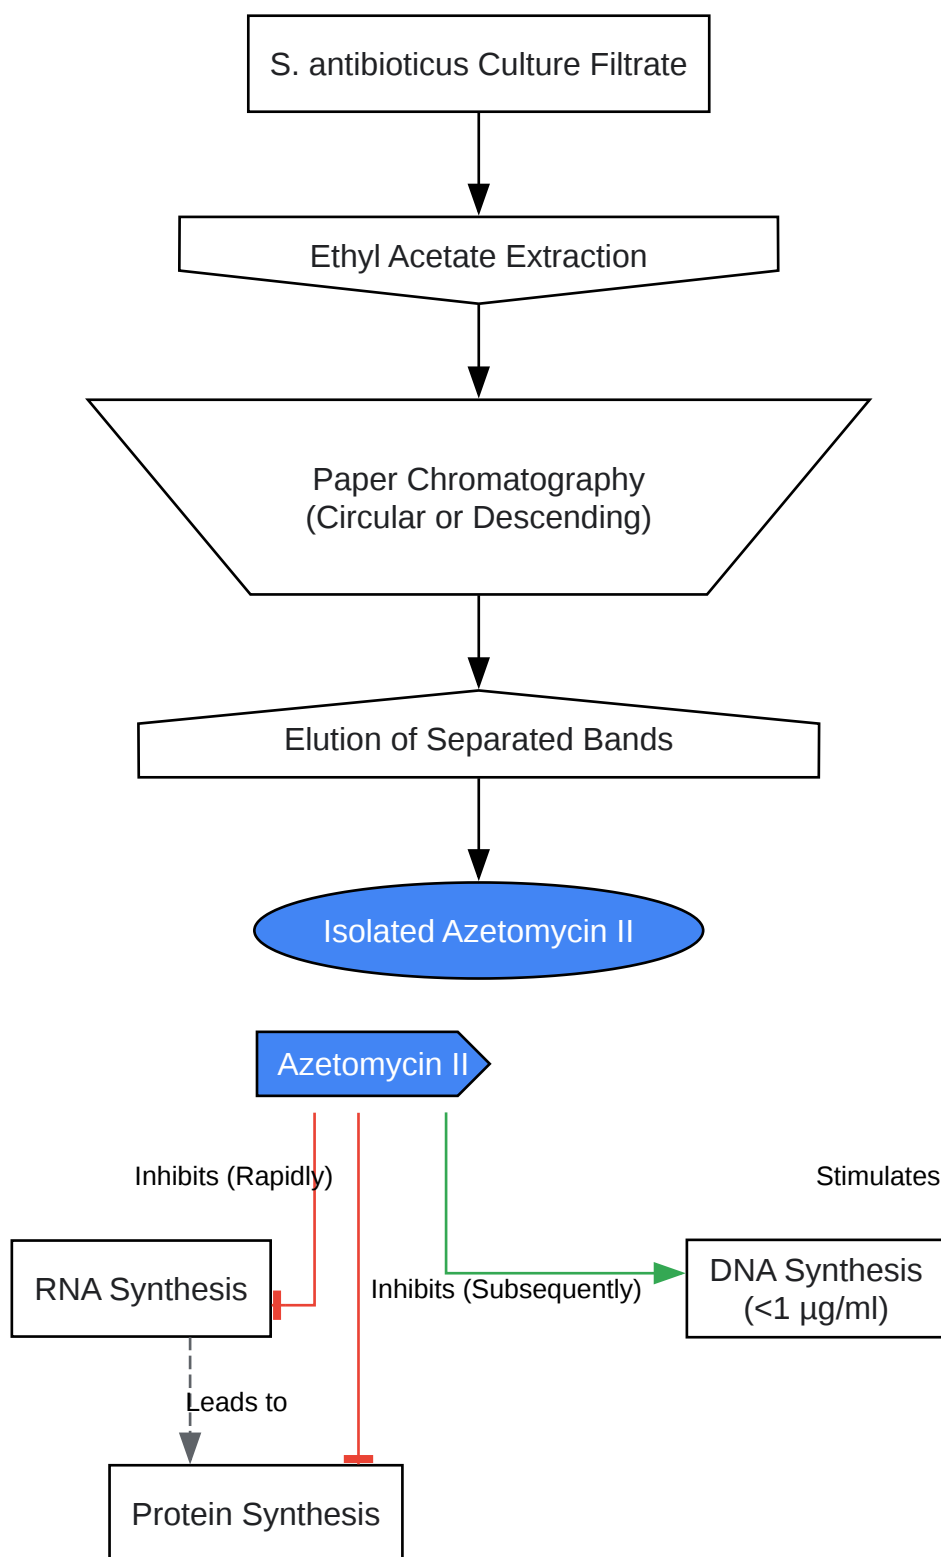 S. antibioticus Culture Filtrate
Ethyl Acetate Extraction
Paper Chromatography
(Circular or Descending)
Elution of Separated Bands
Isolated Azetomycin II
Azetomycin II
Inhibits (Rapidly)
Stimulates
RNA Synthesis
Inhibits (Subsequently)
DNA Synthesis
(<1 µg/ml)
Leads to
Protein Synthesis